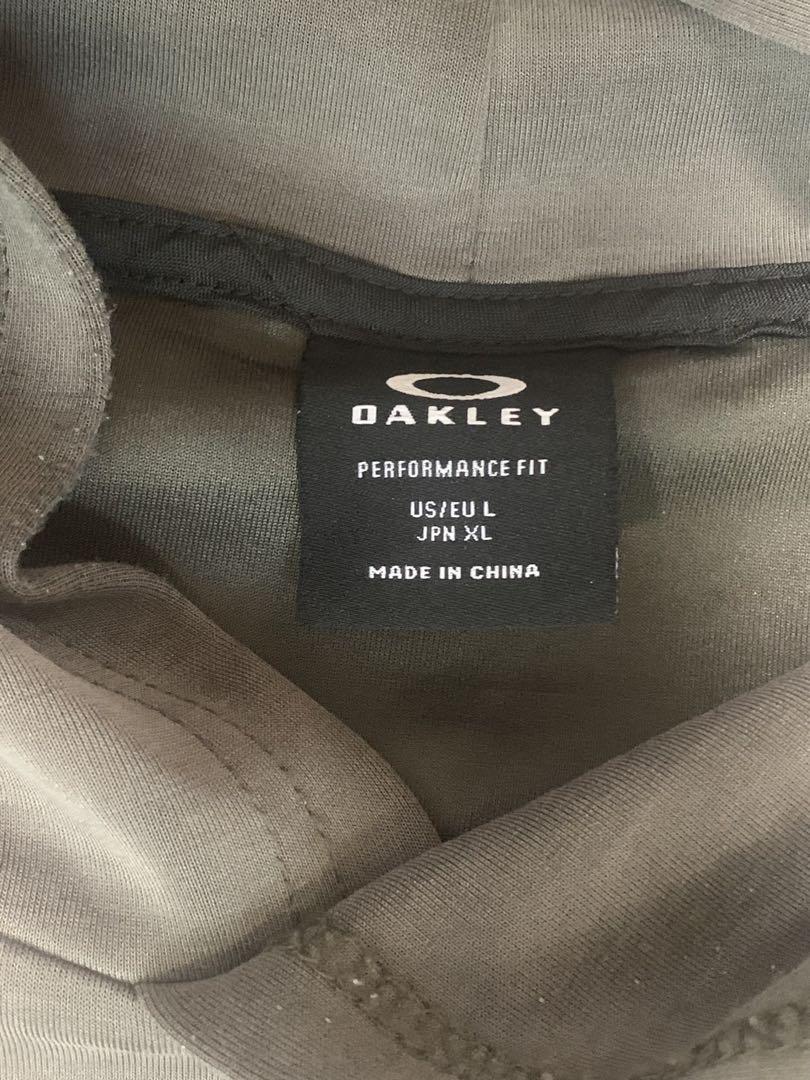 OAKLEY
PERFORMANCE FIT
US/EU L
JPN XL
MADE IN CHINA